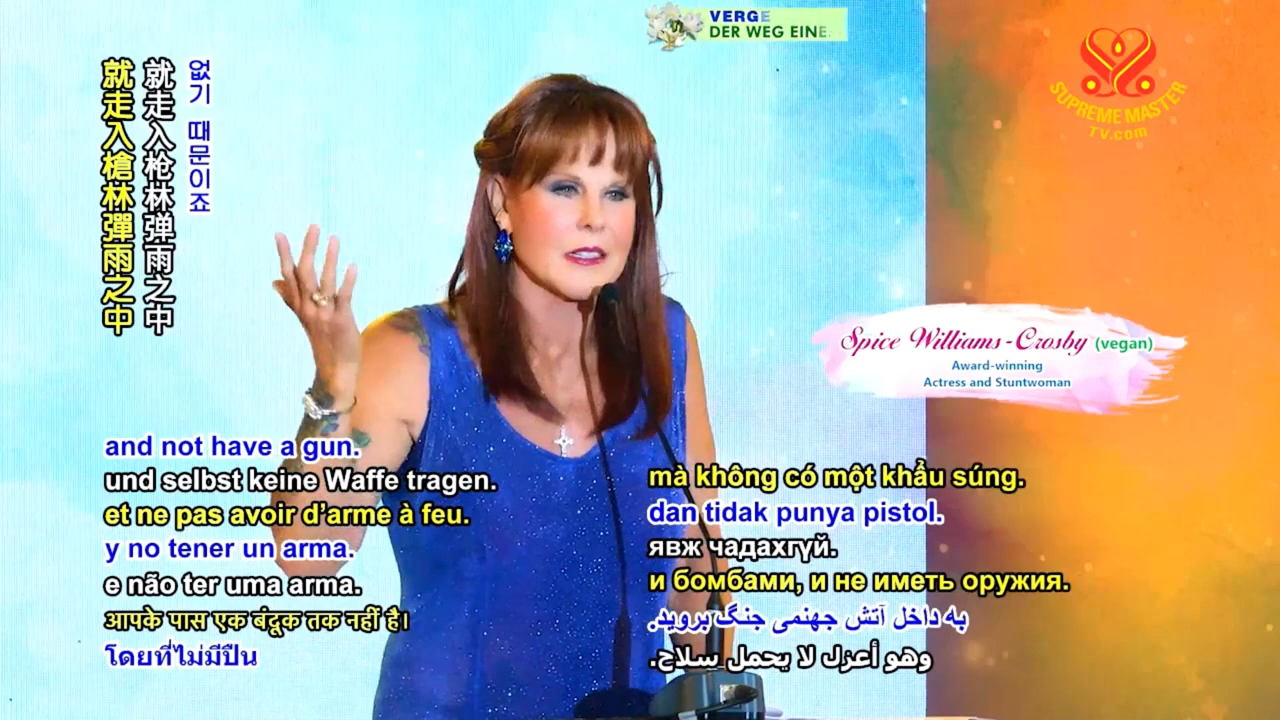 VERGE
DER WEG EINE
SUPREME MASTER
TV.com
없기 때문이죠
就走入枪林弹雨之中
就走入槍林彈雨之中
Spice Williams-Crosby (vegan)
Award-winning
Actress and Stuntwoman
and not have a gun.
und selbst keine Waffe tragen.
et ne pas avoir d’arme à feu.
y no tener un arma.
e não ter uma arma.
आपके पास एक बंदूक तक नहीं है।
โดยที่ไม่มีปืน
mà không có một khẩu súng.
dan tidak punya pistol.
явж чадахгүй.
и бомбами, и не иметь оружия.
به داخل آتش جهنمی جنگ بروید.
وهو أعزل لا يحمل سلاح.